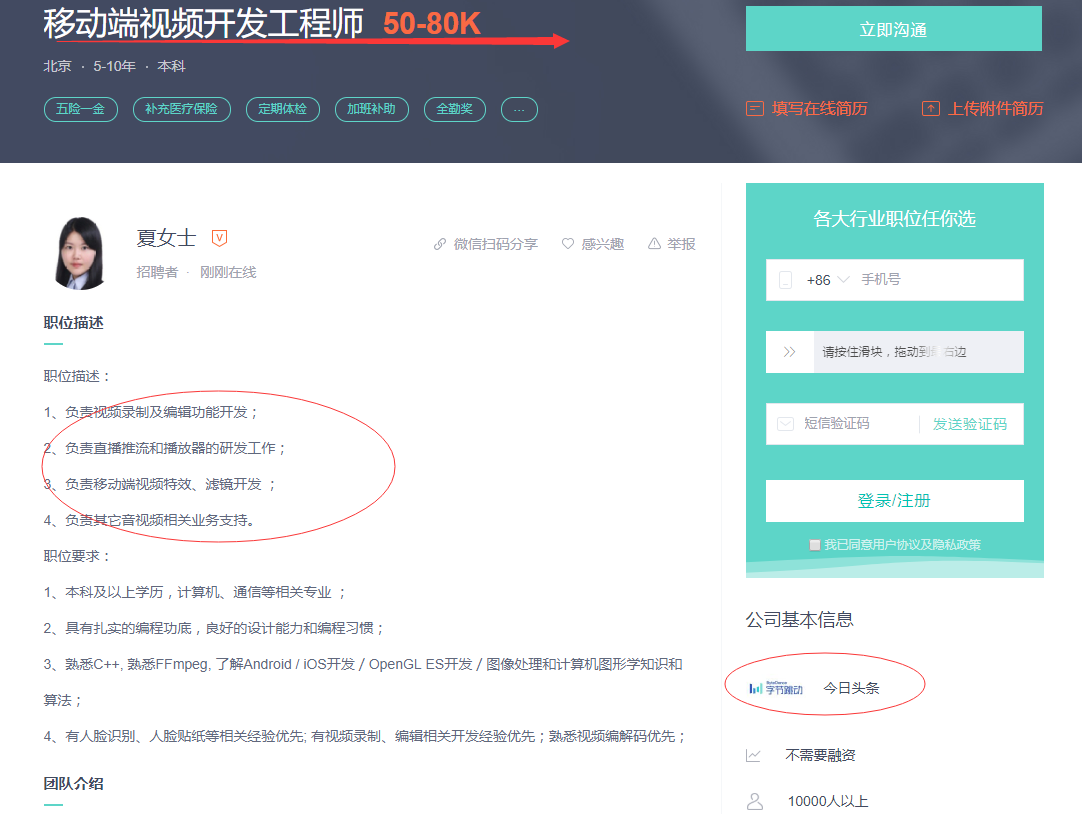 移动端视频开发工程师 50-80K
立即沟通
北京 · 5-10年 · 本科
五险一金 补充医疗保险 定期体检 加班补助 全勤奖 ...
填写在线简历 上传附件简历
夏女士
招聘者 · 刚刚在线
微信扫码分享 感兴趣 举报
职位描述
职位描述：
1、负责视频录制及编辑功能开发；
2、负责直播推流和播放器的研发工作；
3、负责移动端视频特效、滤镜开发 ；
4、负责其它音视频相关业务支持。
职位要求：
1、本科及以上学历，计算机、通信等相关专业 ；
2、具有扎实的编程功底，良好的设计能力和编程习惯；
3、熟悉C++, 熟悉FFmpeg, 了解Android / iOS开发 / OpenGL ES开发 / 图像处理和计算机图形学知识和
算法；
4、有人脸识别、人脸贴纸等相关经验优先; 有视频录制、编辑相关开发经验优先；熟悉视频编解码优先；
团队介绍
各大行业职位任你选
+86 手机号
请按住滑块，拖动到 右边
短信验证码 发送验证码
登录/注册
我已同意用户协议及隐私政策
公司基本信息
ByteDance
字节跳动 今日头条
不需要融资
10000人以上